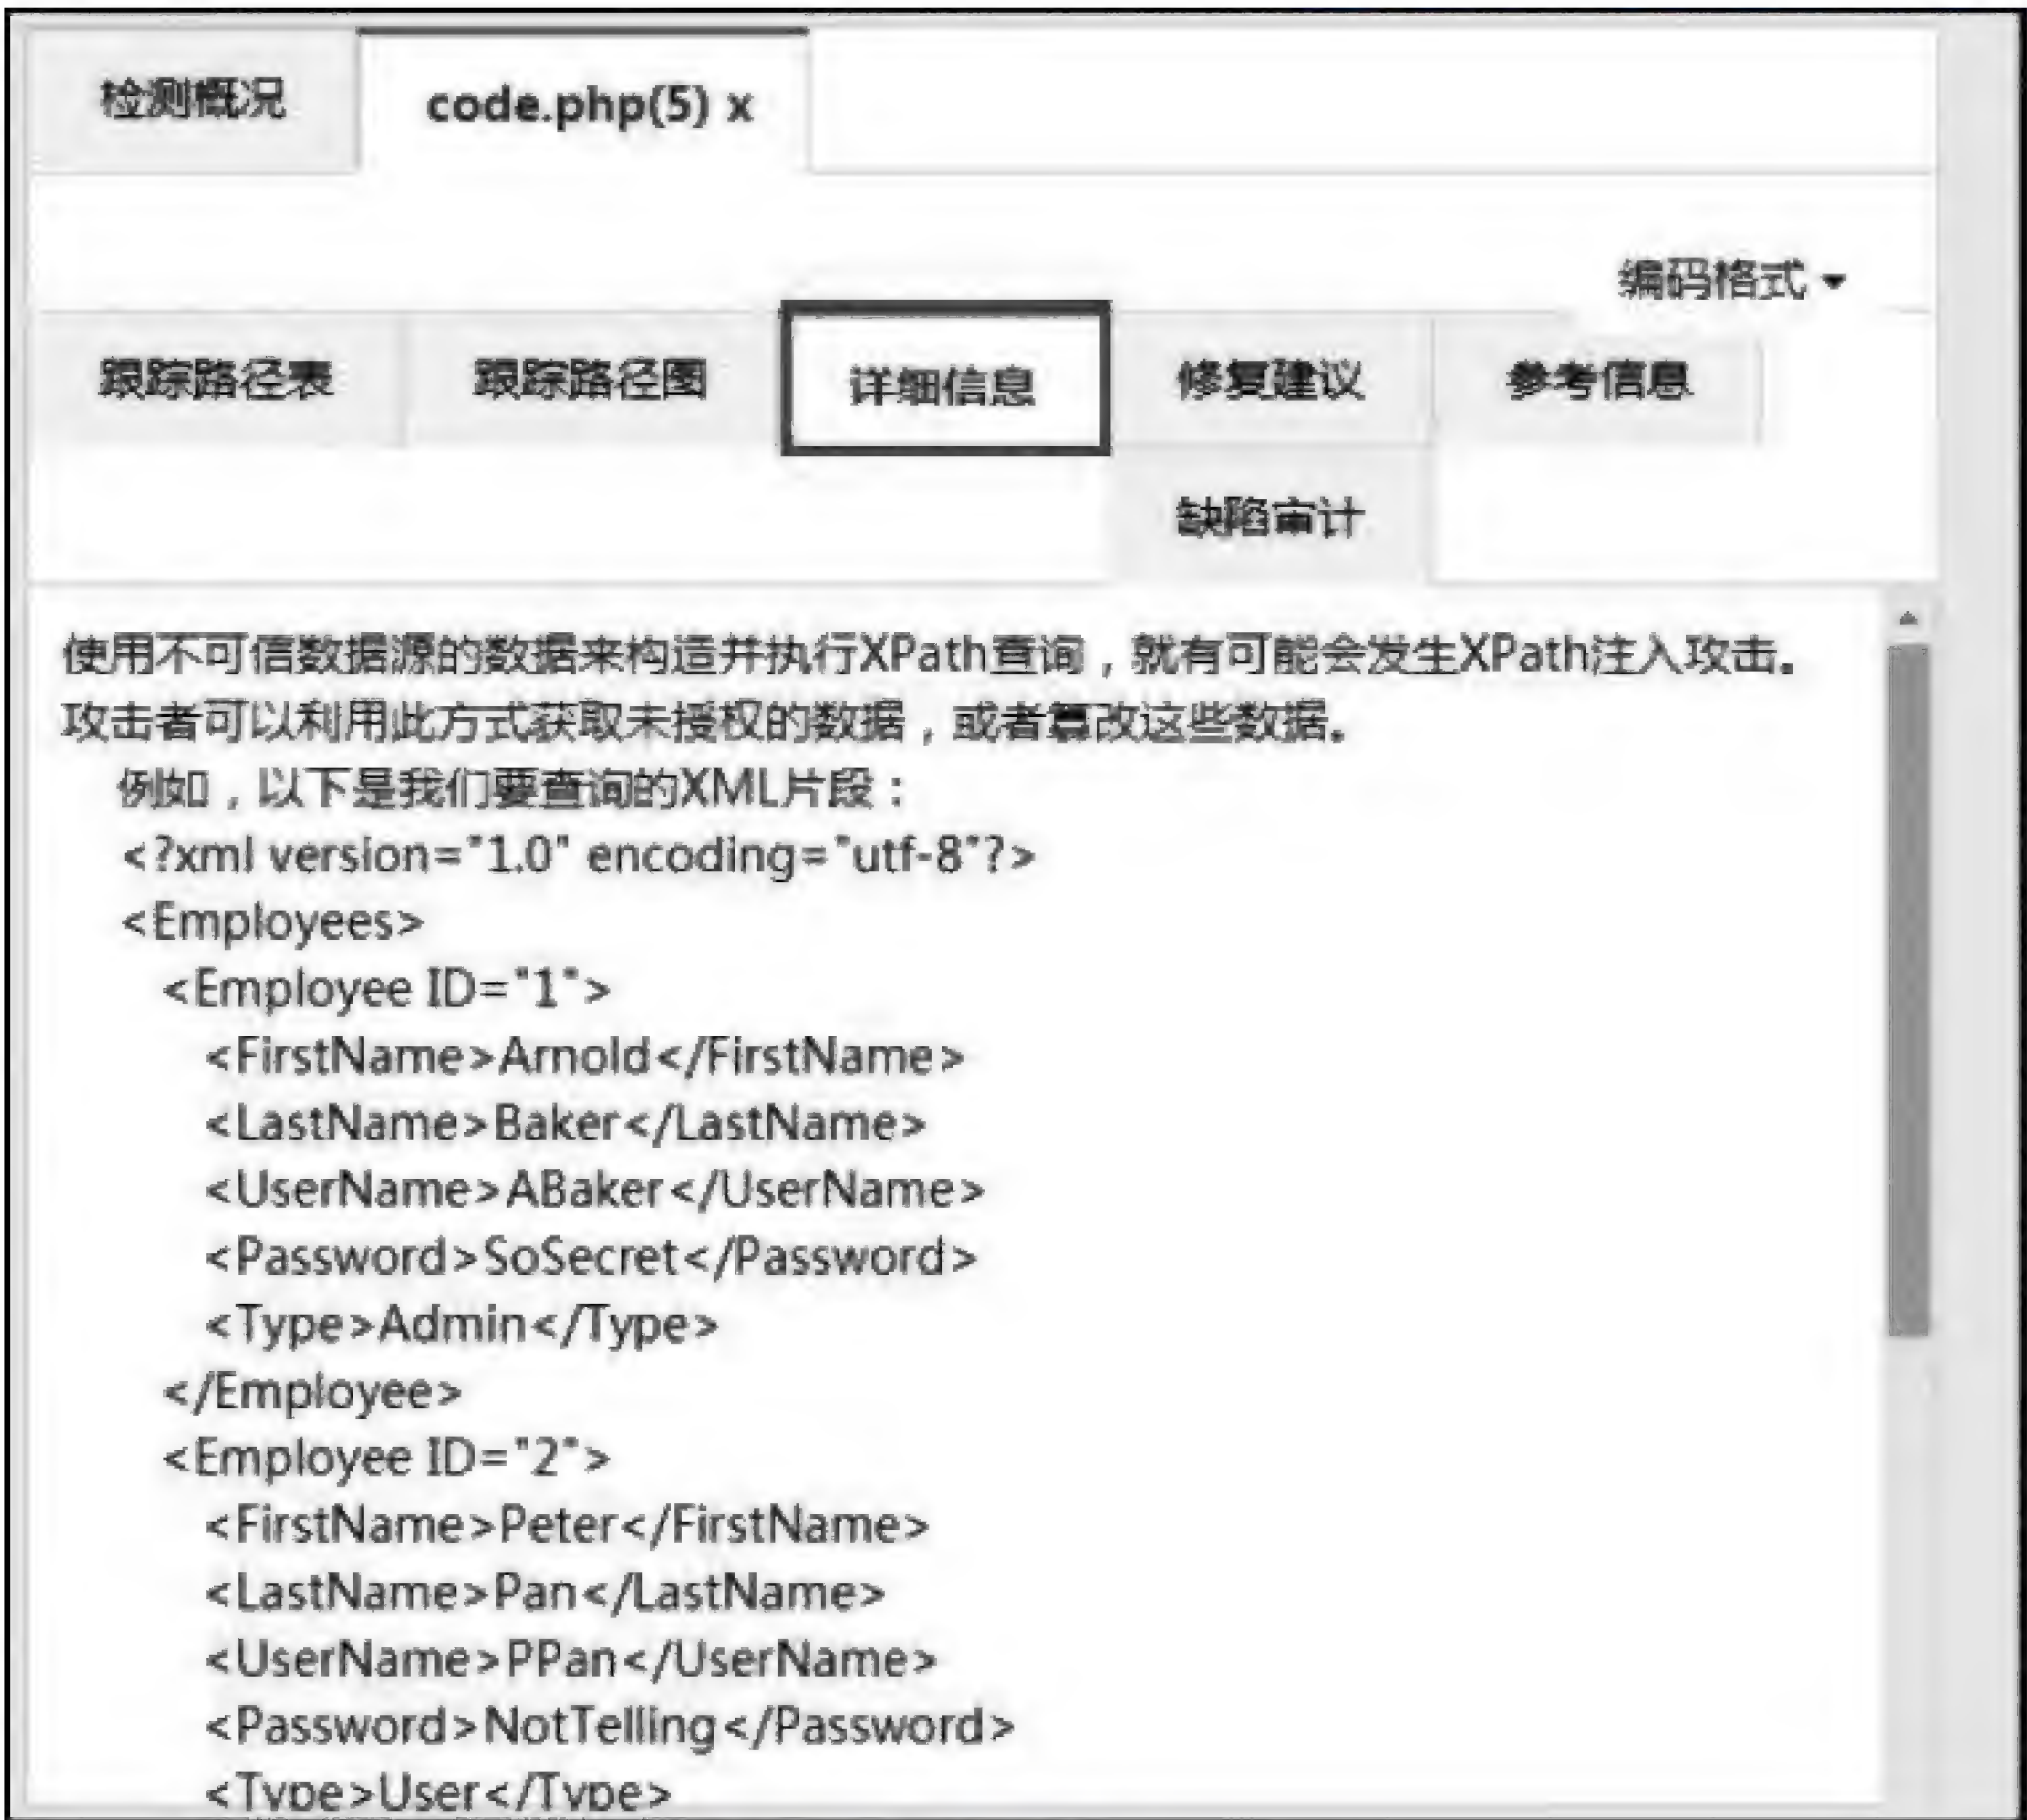 检测概况
code.php(5) x
编码格式
跟踪路径表
跟踪路径图
详细信息
修复建议
参考信息
缺陷审计
使用不可信数据源的数据来构造并执行XPath查询，就有可能会发生XPath注入攻击。
攻击者可以利用此方式获取未授权的数据，或者篡改这些数据。
例如，以下是我们要查询的XML片段：
<?xml version="1.0" encoding="utf-8"?>
<Employees>
<Employee ID="1">
<FirstName>Arnold</FirstName>
<LastName>Baker</LastName>
<UserName>ABaker</UserName>
<Password>SoSecret</Password>
<Type>Admin</Type>
</Employee>
<Employee ID="2">
<FirstName>Peter</FirstName>
<LastName>Pan</LastName>
<UserName>PPan</UserName>
<Password>NotTelling</Password>
<Type>User</Type>